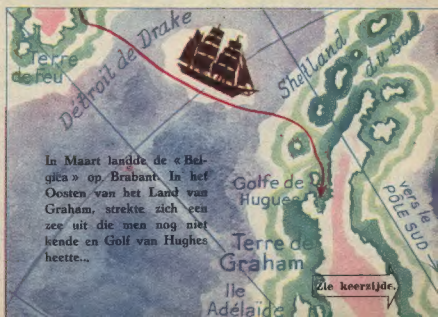 Terre
de Feu
Détroit de Drake
Shetland
du Sud
In Maart landde de « Bel-
gica » op Brabant. In het
Oosten van het Land van
Graham, strekte zich een
zee uit die men nog niet
kende en Golf van Hughes
heette...
Golfe de
Hugues
vers le
PÔLE SUD
Terre de
Graham
Ile
Adélaïde
Zie keerzijde.